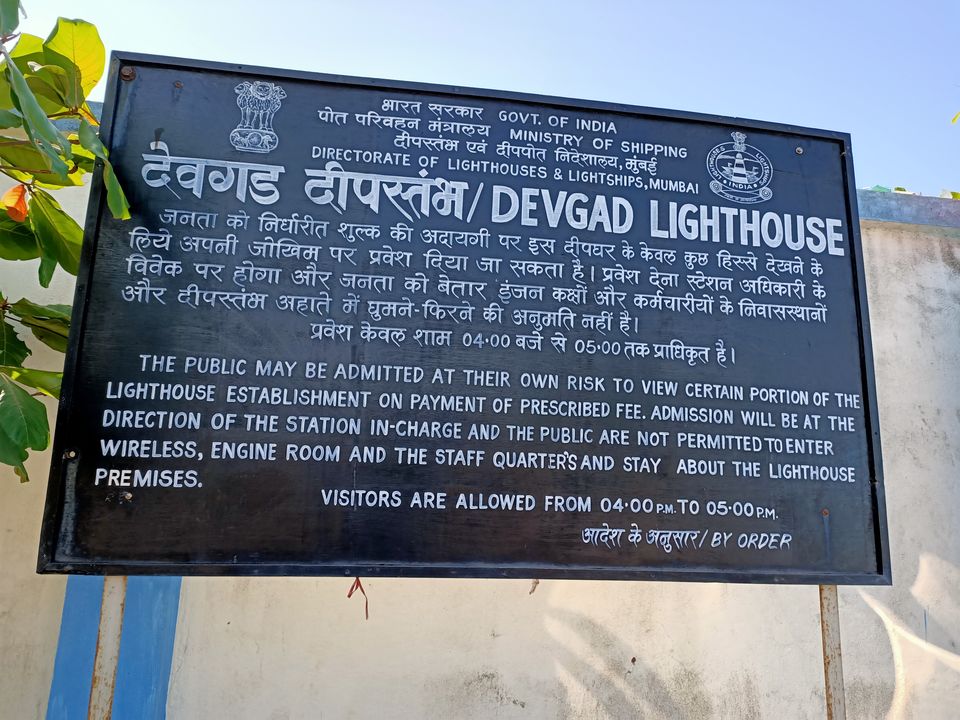 भारत सरकार GOVT. OF INDIA
पोत परिवहन मंत्रालय MINISTRY OF SHIPPING
दीपस्तंभ एवं दीपपोत निदेशालय, मुंबई
DIRECTORATE OF LIGHTHOUSES & LIGHTSHIPS, MUMBAI
देवगड दीपस्तंभ/DEVGAD LIGHTHOUSE
जनता को निर्धारीत शुल्क की अदायगी पर इस दीपघर के केवल कुछ हिस्से देखने के
लिये अपनी जोखिम पर प्रवेश दिया जा सकता है। प्रवेश देना स्टेशन अधिकारी के
विवेक पर होगा और जनता को बेतार इंजन कक्षों और कर्मचारीयों के निवासस्थानों
और दीपस्तंभ अहाते में घुमने-फिरने की अनुमति नहीं है।
प्रवेश केवल शाम 04.00 बजे से 05.00 तक प्राधिकृत है।
THE PUBLIC MAY BE ADMITTED AT THEIR OWN RISK TO VIEW CERTAIN PORTION OF THE
LIGHTHOUSE ESTABLISHMENT ON PAYMENT OF PRESCRIBED FEE. ADMISSION WILL BE AT THE
DIRECTION OF THE STATION IN-CHARGE AND THE PUBLIC ARE NOT PERMITTED TO ENTER
WIRELESS, ENGINE ROOM AND THE STAFF QUARTER'S AND STAY ABOUT THE LIGHTHOUSE
PREMISES.
VISITORS ARE ALLOWED FROM 04.00 P.M. TO 05.00 P.M.
आदेश के अनुसार/BY ORDER